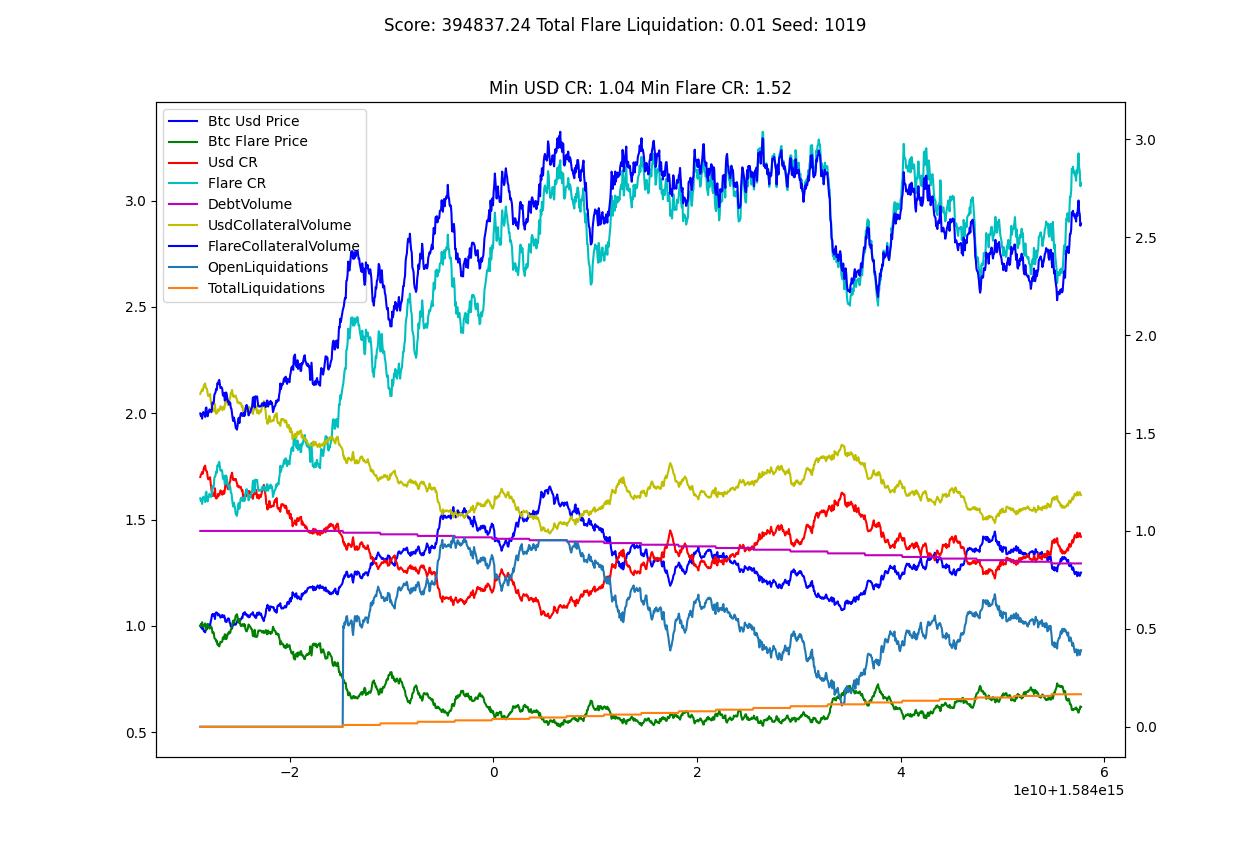 Score: 394837.24 Total Flare Liquidation: 0.01 Seed: 1019
Min USD CR: 1.04 Min Flare CR: 1.52
Btc Usd Price
Btc Flare Price
Usd CR
Flare CR
DebtVolume
UsdCollateralVolume
FlareCollateralVolume
OpenLiquidations
TotalLiquidations
3.0
2.5
2.0
1.5
1.0
0.5
3.0
2.5
2.0
1.5
1.0
0.5
0.0
−2 0 2 4 6
1e10+1.584e15